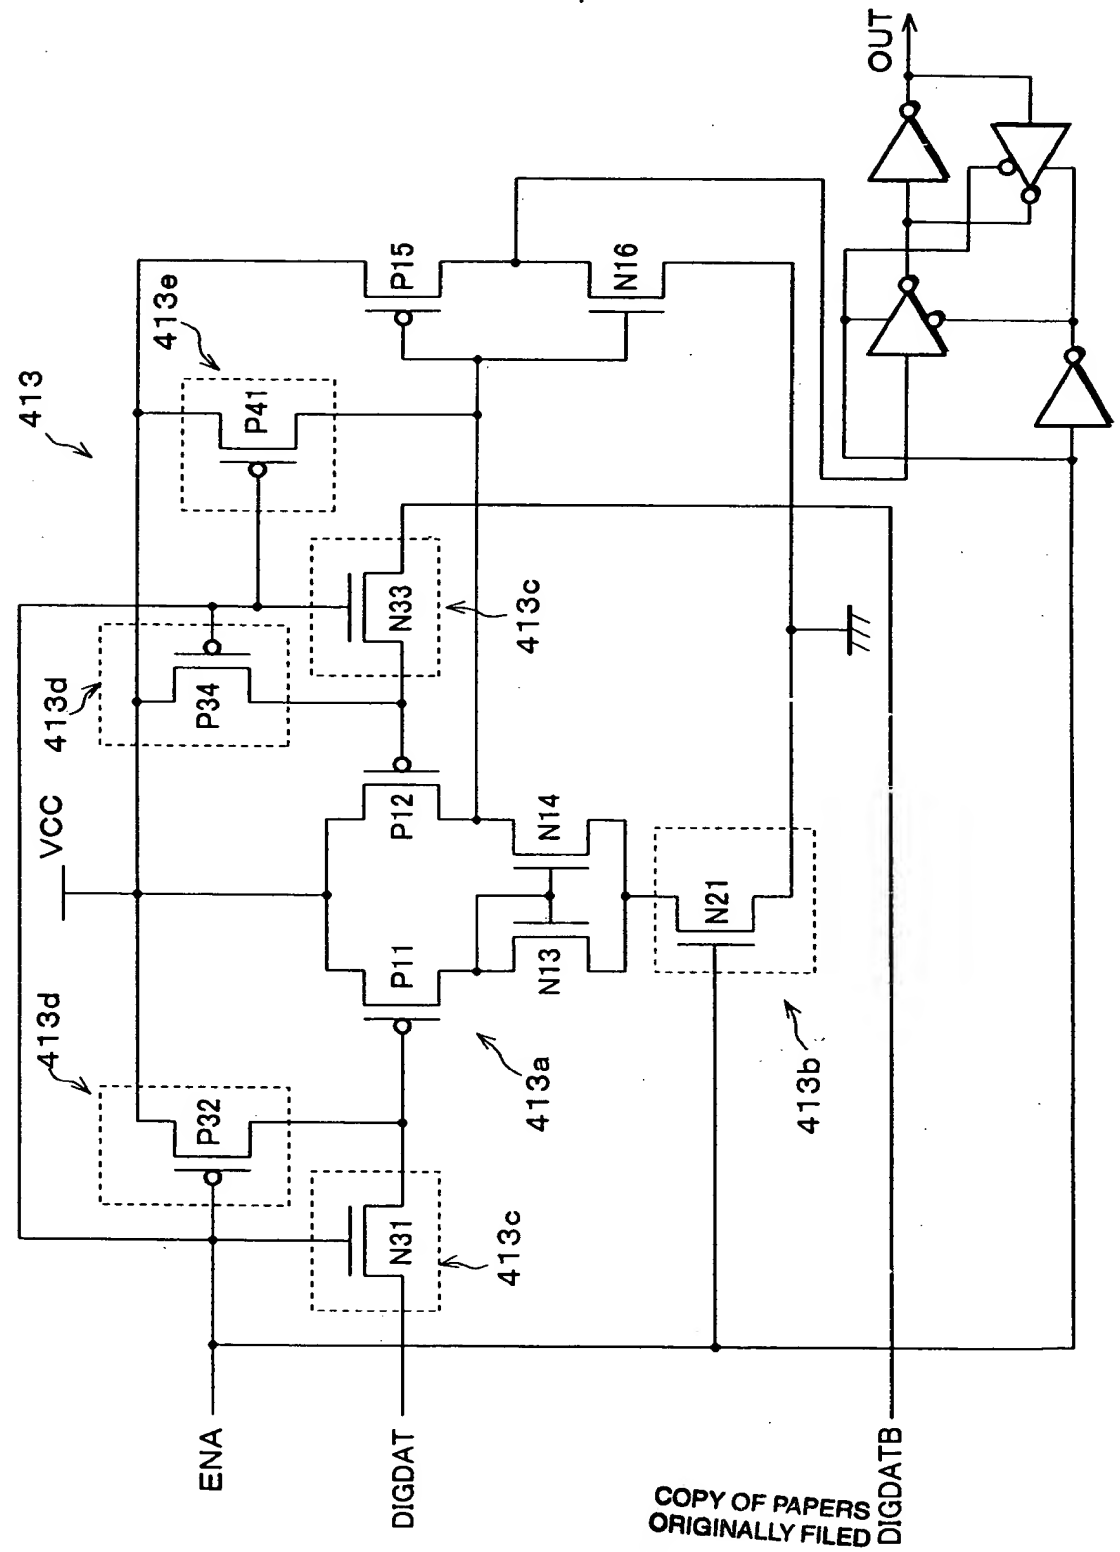 413
413d
VCC
413d
413e
P32
P34
P41
P15
ENA
N31
P11
P12
N33
N16
413c
413a
N13
N14
413c
DIGDAT
N21
413b
OUT
DIGDATB
COPY OF PAPERS
ORIGINALLY FILED